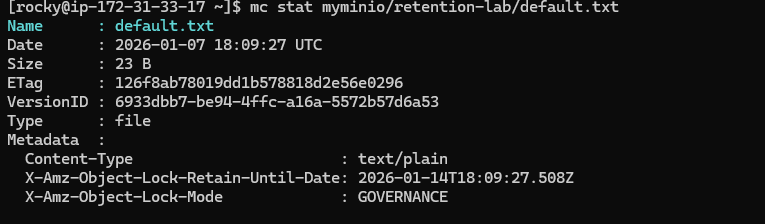 [rocky@ip-172-31-33-17 ~]$ mc stat myminio/retention-lab/default.txt
Name      : default.txt
Date      : 2026-01-07 18:09:27 UTC
Size      : 23 B
ETag      : 126f8ab78019dd1b578818d2e56e0296
VersionID : 6933dbb7-be94-4ffc-a16a-5572b57d6a53
Type      : file
Metadata  :
  Content-Type                       : text/plain
  X-Amz-Object-Lock-Retain-Until-Date: 2026-01-14T18:09:27.508Z
  X-Amz-Object-Lock-Mode             : GOVERNANCE